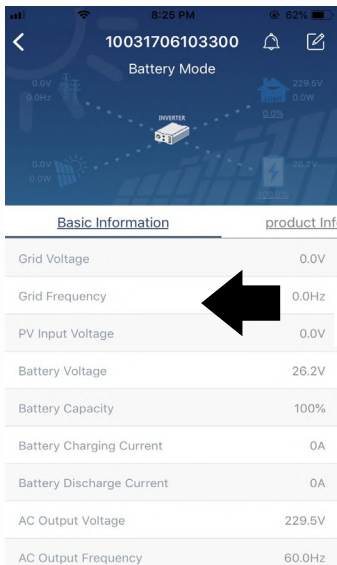 8:25 PM 62%
10031706103300
Battery Mode
0.0V 229.5V
0.0Hz 0.0W
INVERTER
0.0%
0.0V 26.2V
0.0W
100.0%
Basic Information product Inf
Grid Voltage 0.0V
Grid Frequency 0.0Hz
PV Input Voltage 0.0V
Battery Voltage 26.2V
Battery Capacity 100%
Battery Charging Current 0A
Battery Discharge Current 0A
AC Output Voltage 229.5V
AC Output Frequency 60.0Hz